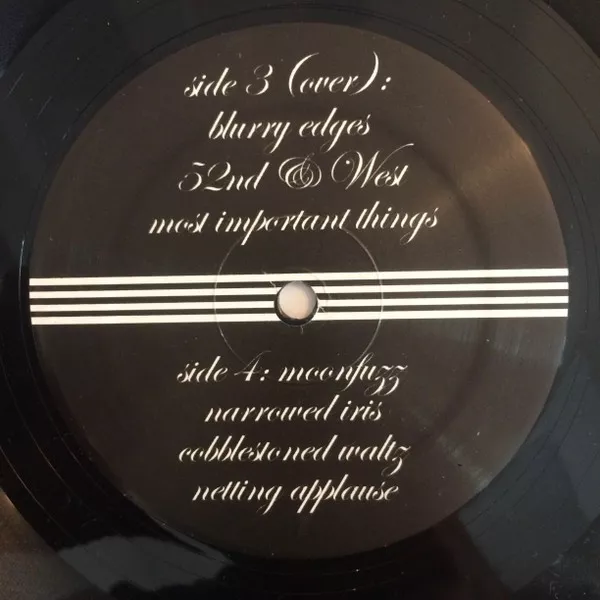 side 3 (over):
blurry edges
52nd & West
most important things
side 4: moonfuzz
narrowed iris
cobblestoned waltz
netting applause